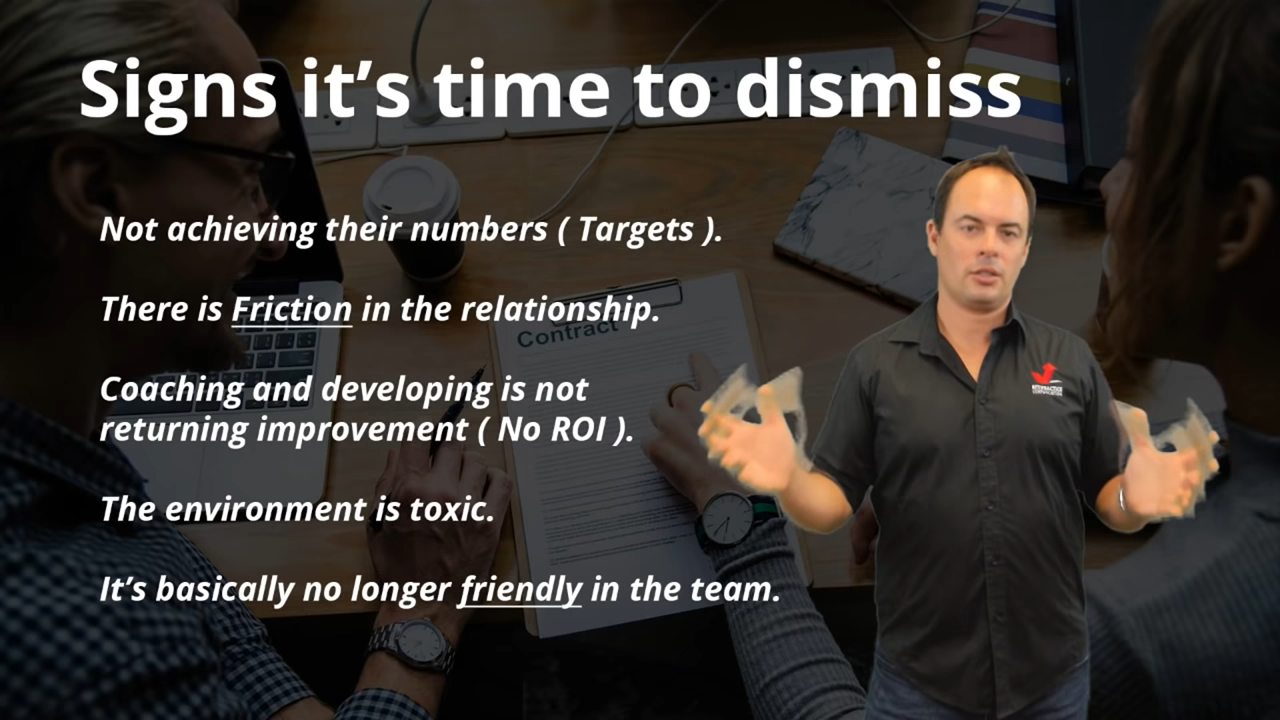 Signs it’s time to dismiss
Not achieving their numbers ( Targets ).
There is Friction in the relationship.
Contract
Coaching and developing is not
returning improvement ( No ROI ).
The environment is toxic.
It’s basically no longer friendly in the team.